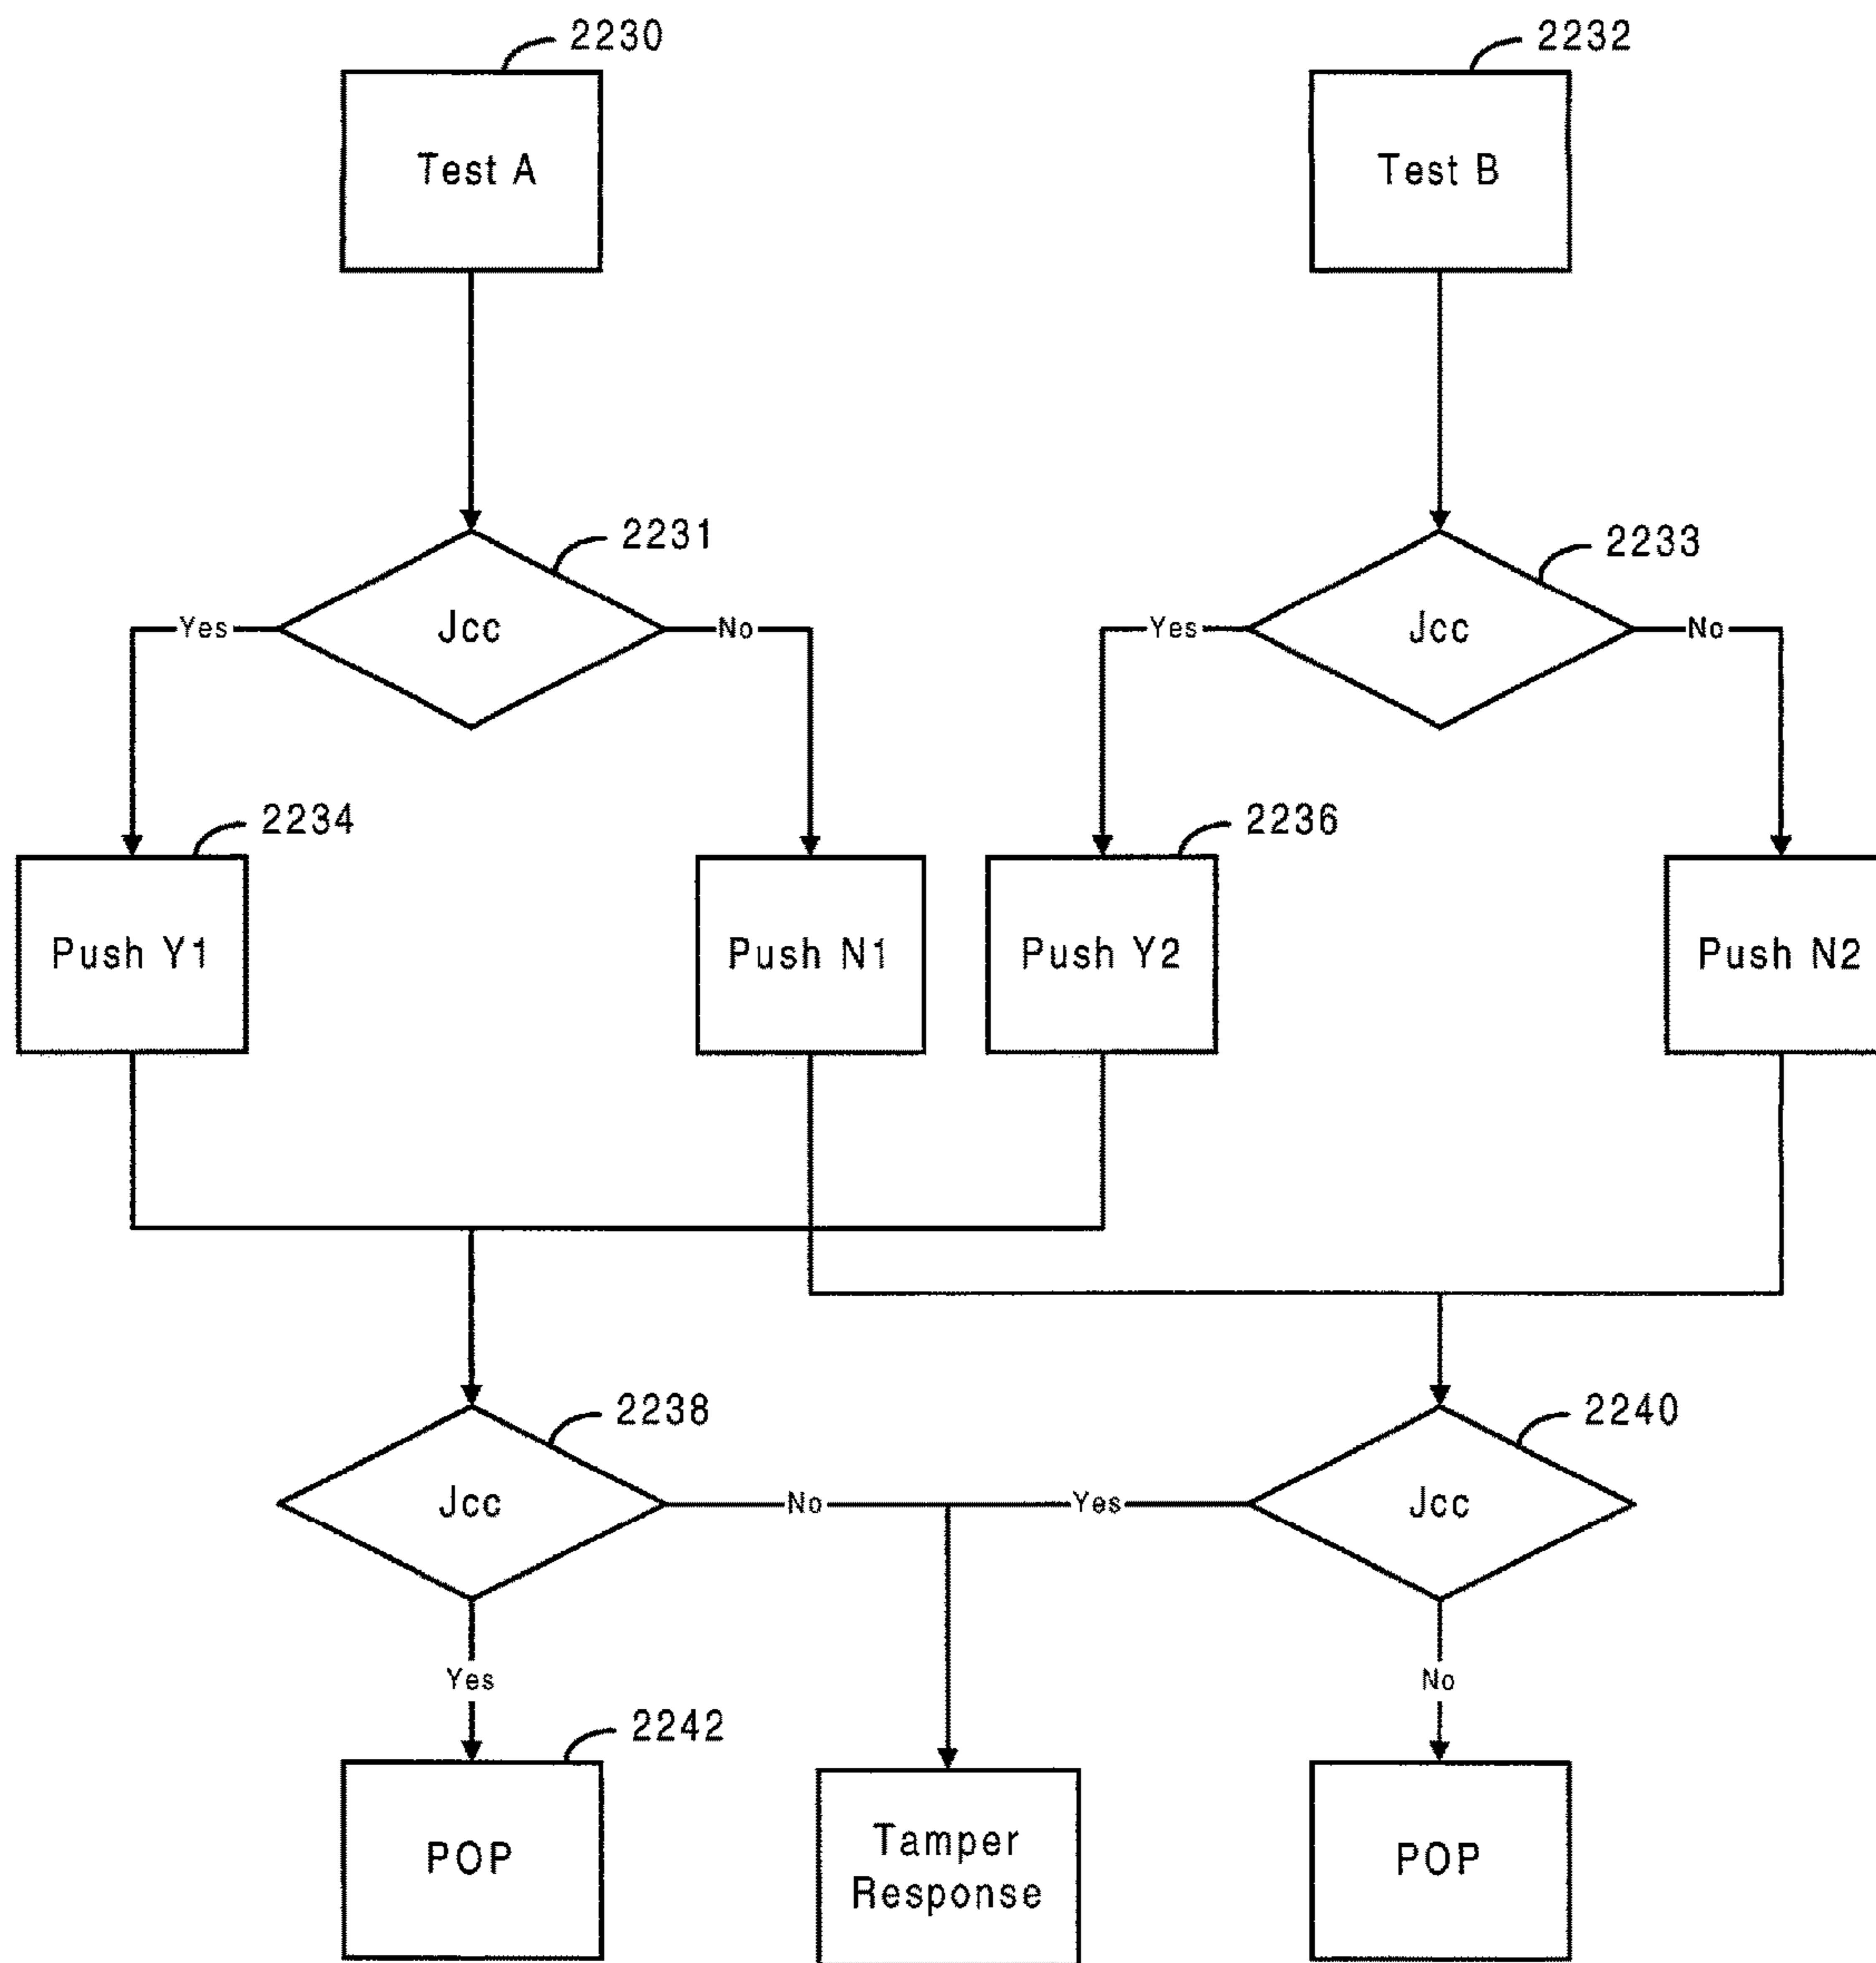 2230
2232
Test A
Test B
2231
2233
Jcc
Jcc
Yes
No
Yes
No
2234
2236
Push Y1
Push N1
Push Y2
Push N2
2238
2240
Jcc
Jcc
No
Yes
Yes
No
2242
POP
Tamper
Response
POP